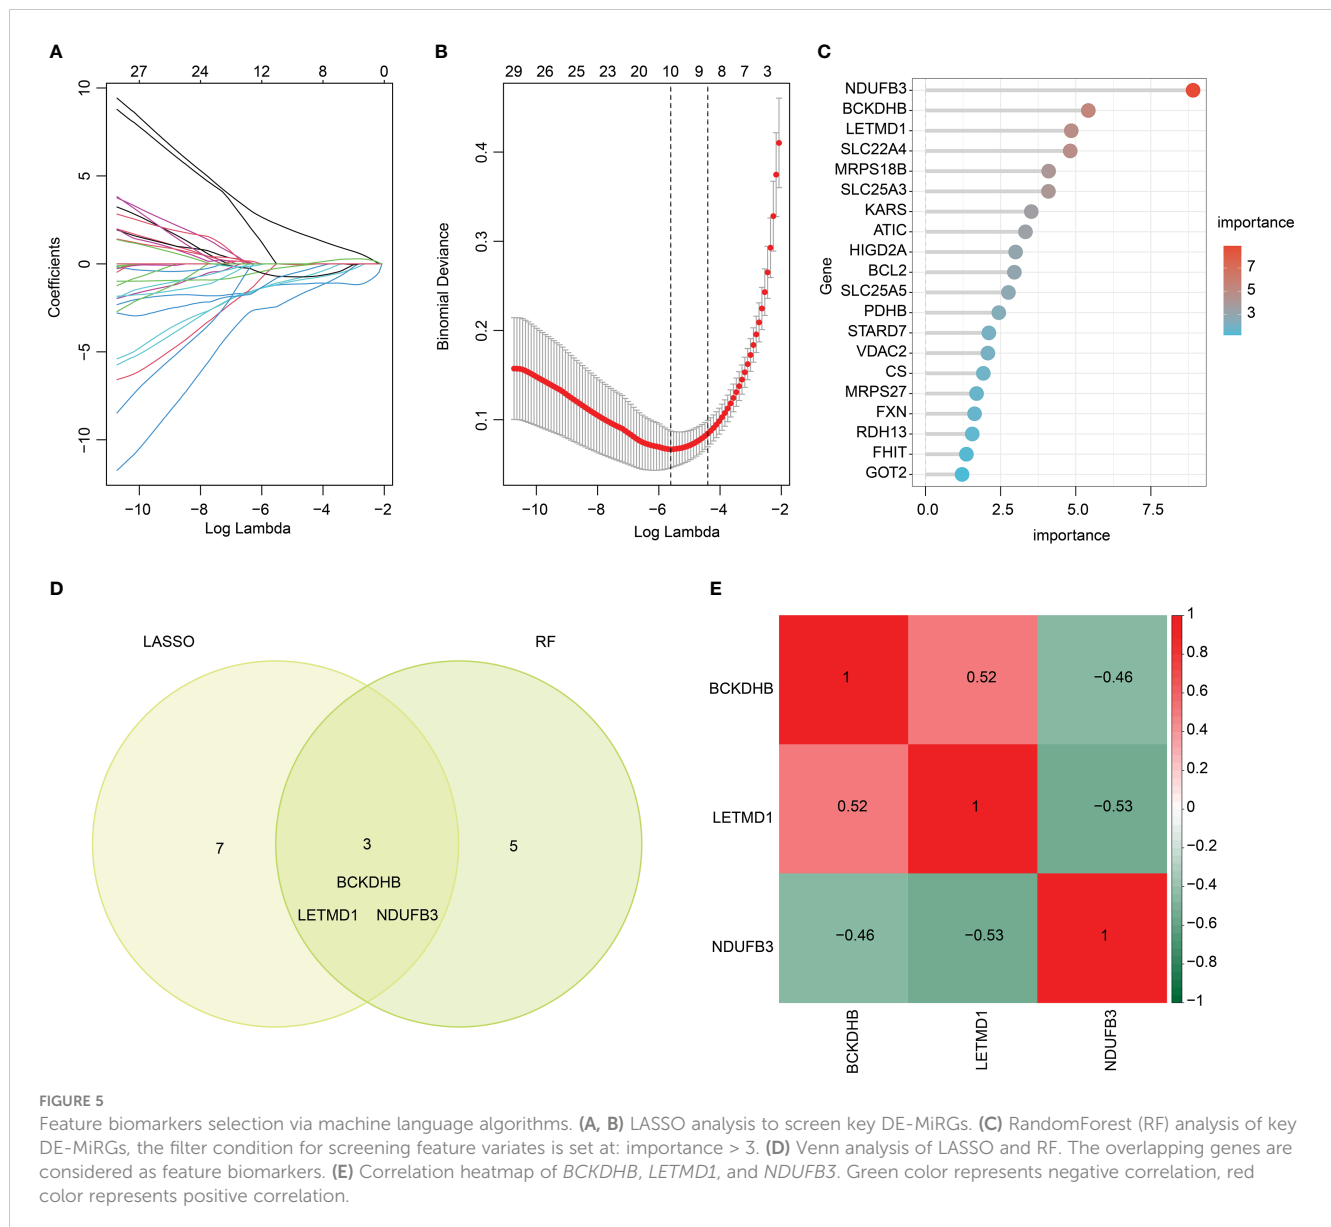 A
27 24 12 8 0
10
5
0
−5
−10
Coefficients
−10 −8 −6 −4 −2
Log Lambda
B
29 26 25 23 20 10 9 8 7 3
0.4
0.3
0.2
0.1
Binomial Deviance
−10 −8 −6 −4 −2
Log Lambda
C
NDUFB3
BCKDHB
LETMD1
SLC22A4
MRPS18B
SLC25A3
KARS
ATIC
HIGD2A
BCL2
SLC25A5
PDHB
STARD7
VDAC2
CS
MRPS27
FXN
RDH13
FHIT
GOT2
Gene
0.0 2.5 5.0 7.5
importance
importance
7
5
3
D
LASSO RF
7 3 5
BCKDHB
LETMD1 NDUFB3
E
BCKDHB 1 0.52 −0.46
LETMD1 0.52 1 −0.53
NDUFB3 −0.46 −0.53 1
BCKDHB LETMD1 NDUFB3
1
0.8
0.6
0.4
0.2
0
−0.2
−0.4
−0.6
−0.8
−1
FIGURE 5
Feature biomarkers selection via machine language algorithms. (A, B) LASSO analysis to screen key DE-MiRGs. (C) RandomForest (RF) analysis of key
DE-MiRGs, the filter condition for screening feature variates is set at: importance > 3. (D) Venn analysis of LASSO and RF. The overlapping genes are
considered as feature biomarkers. (E) Correlation heatmap of BCKDHB, LETMD1, and NDUFB3. Green color represents negative correlation, red
color represents positive correlation.